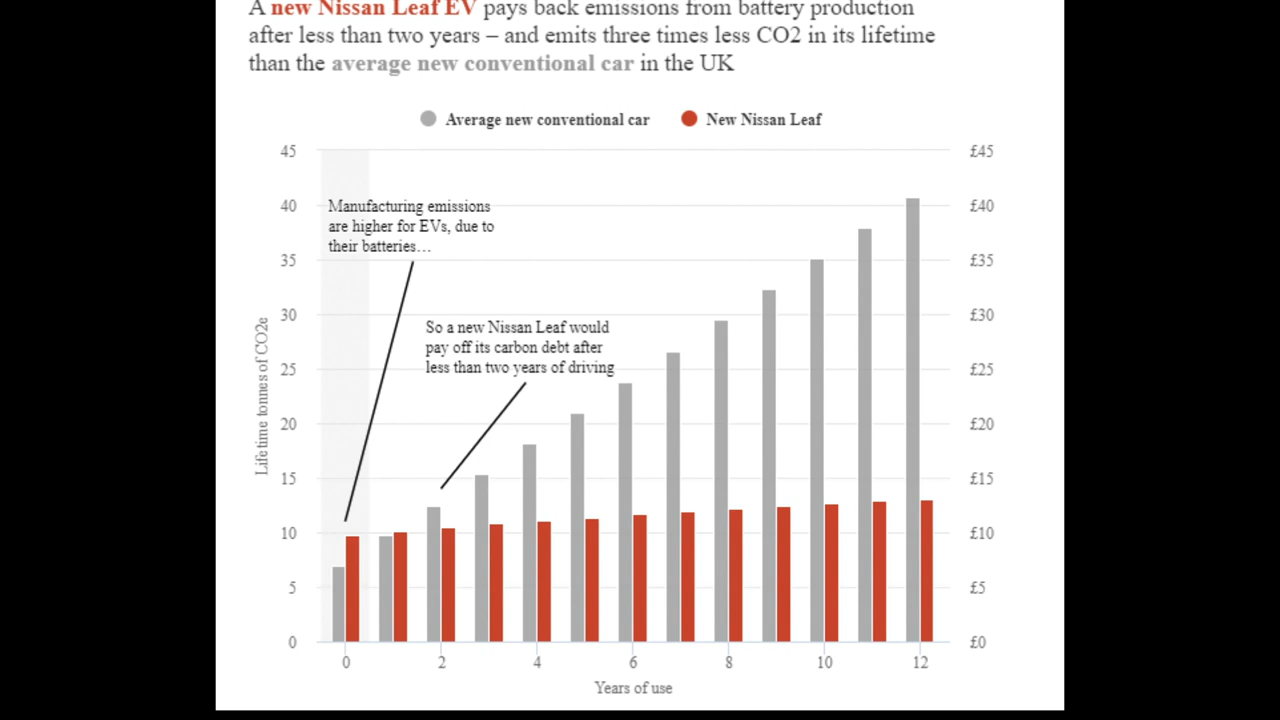 A new Nissan Leaf EV pays back emissions from battery production
after less than two years – and emits three times less CO2 in its lifetime
than the average new conventional car in the UK
Average new conventional car New Nissan Leaf
45 £45
Manufacturing emissions
are higher for EVs, due to
their batteries…
40 £40
35 £35
So a new Nissan Leaf would
pay off its carbon debt after
less than two years of driving
30 £30
25 £25
20 £20
15 £15
10 £10
5 £5
0 £0
Lifetime tonnes of CO2e
0 2 4 6 8 10 12
Years of use